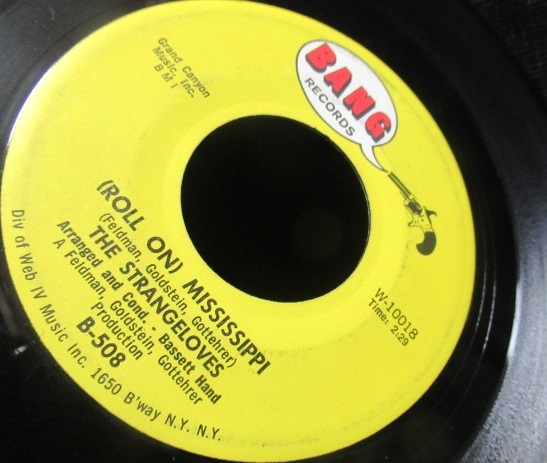 BANG
RECORDS
Grand Canyon
Music, Inc.
BMI
W-10018
Time: 2:29
(ROLL ON) MISSISSIPPI
(Feldman, Goldstein, Gottehrer)
THE STRANGELOVES
Arranged and Cond. - Bassett Hand
A Feldman, Goldstein, Gottehrer
Production
B-508
Div of Web IV Music Inc. 1650 B'way N.Y. N.Y.